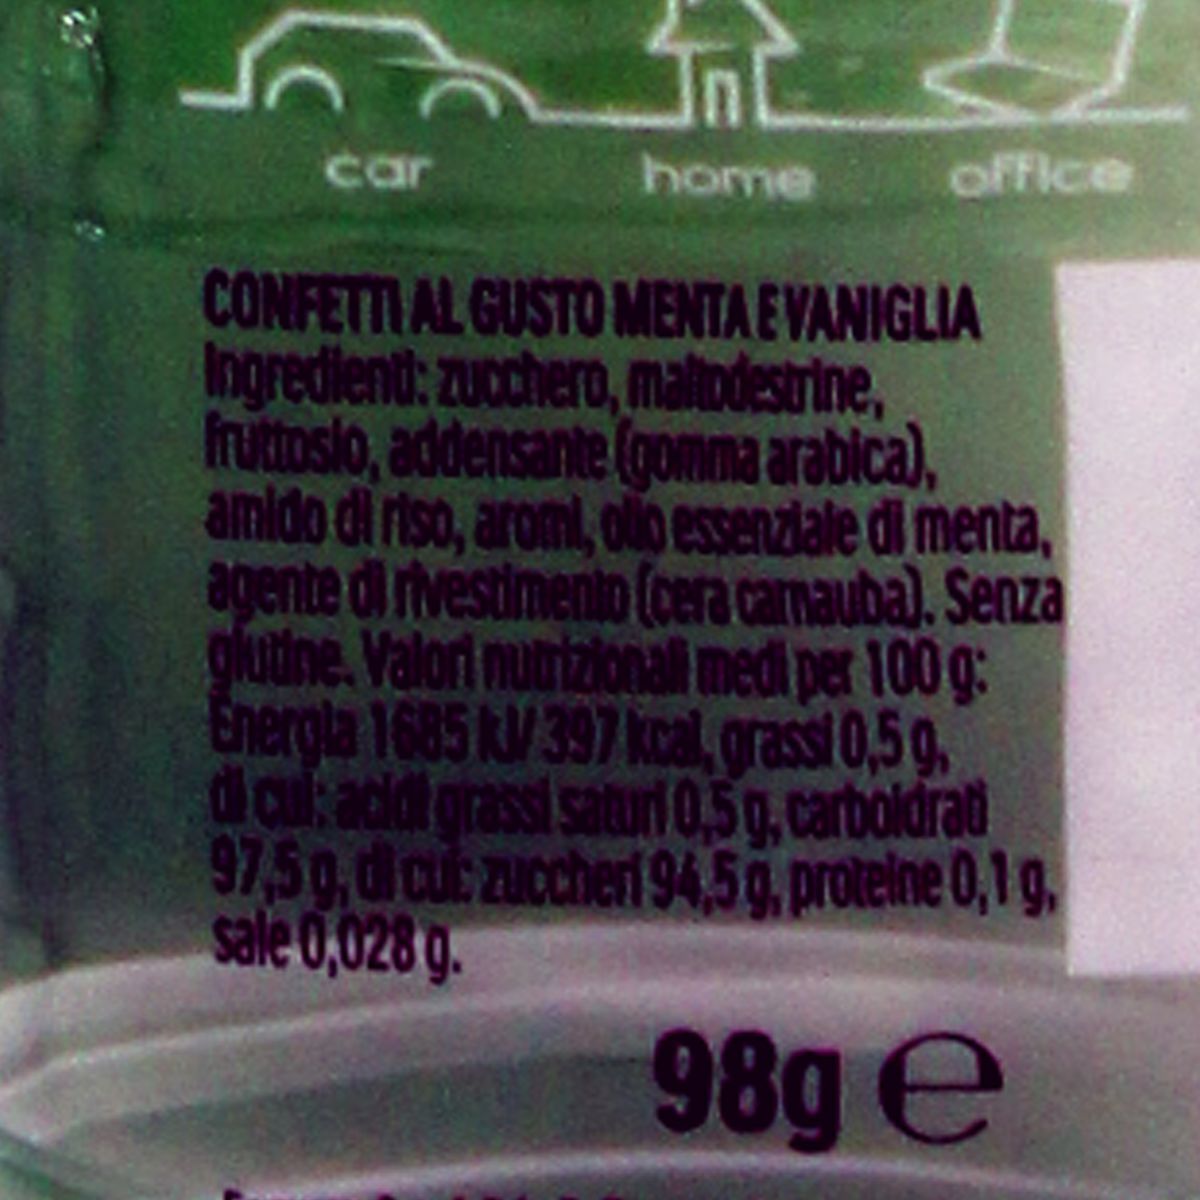 car home office
CONFETTI AL GUSTO MENTA E VANIGLIA
Ingredienti: zucchero, maltodestrine,
fruttosio, addensante (gomma arabica),
amido di riso, aromi, olio essenziale di menta,
agente di rivestimento (cera carnauba). Senza
glutine. Valori nutrizionali medi per 100 g:
Energia 1685 kJ/ 397 kcal, grassi 0,5 g,
di cui: acidi grassi saturi 0,5 g, carboidrati
97,5 g, di cui: zuccheri 94,5 g, proteine 0,1 g,
sale 0,028 g.
98g e